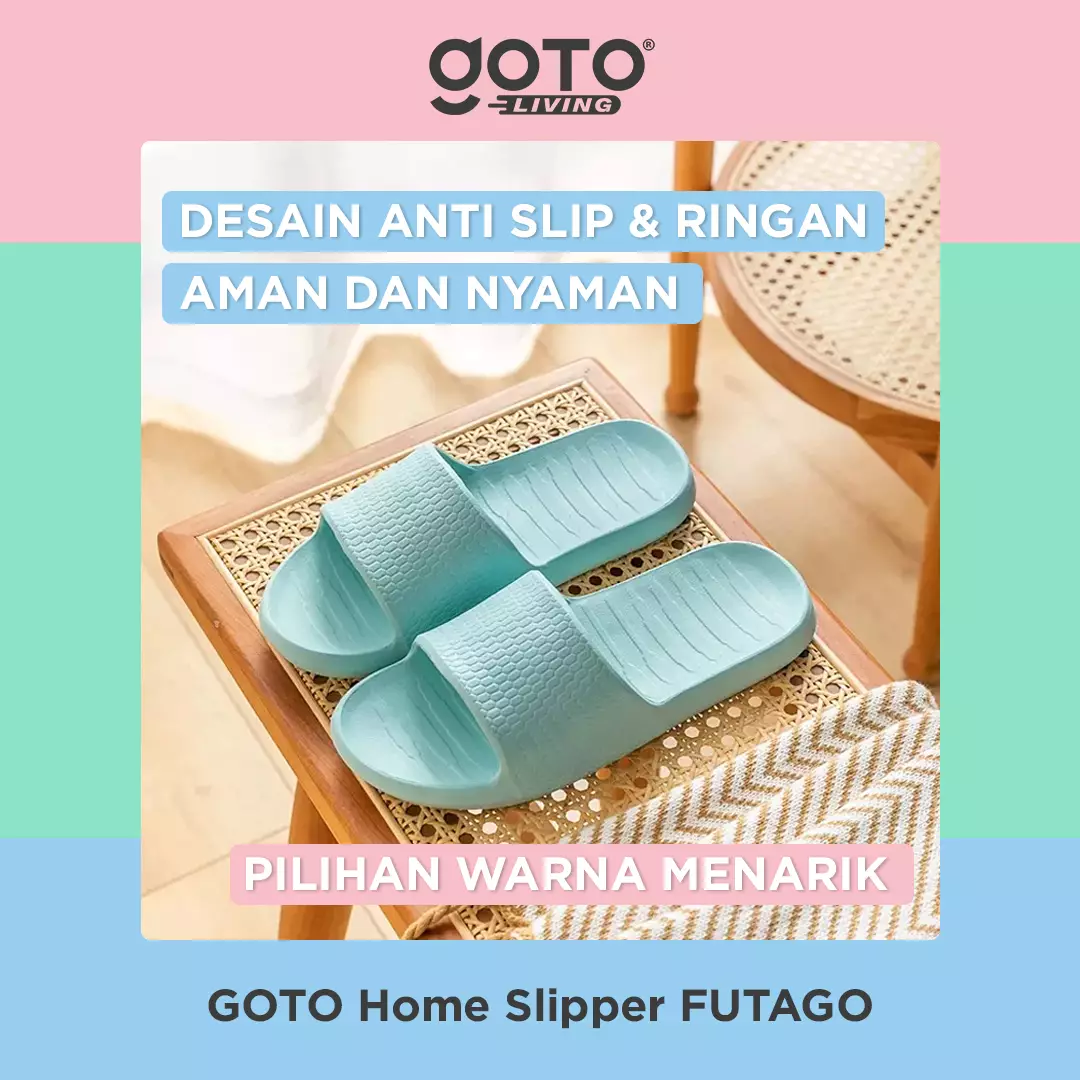 goTO®
LIVING
DESAIN ANTI SLIP & RINGAN
AMAN DAN NYAMAN
PILIHAN WARNA MENARIK
GOTO Home Slipper FUTAGO